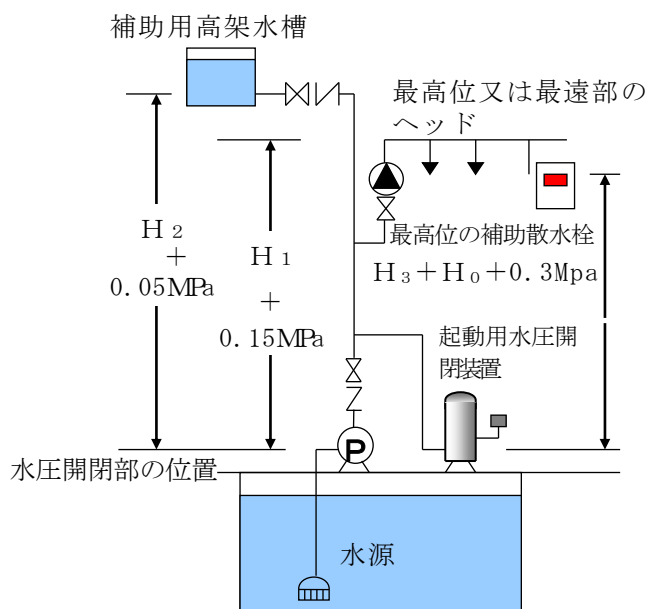 補助用高架水槽
最高位又は最遠部の
ヘッド
最高位の補助散水栓
H₃+H₀+0.3Mpa
H₂
+
0.05MPa
H₁
+
0.15MPa
起動用水圧開
閉装置
P
水圧開閉部の位置
水源